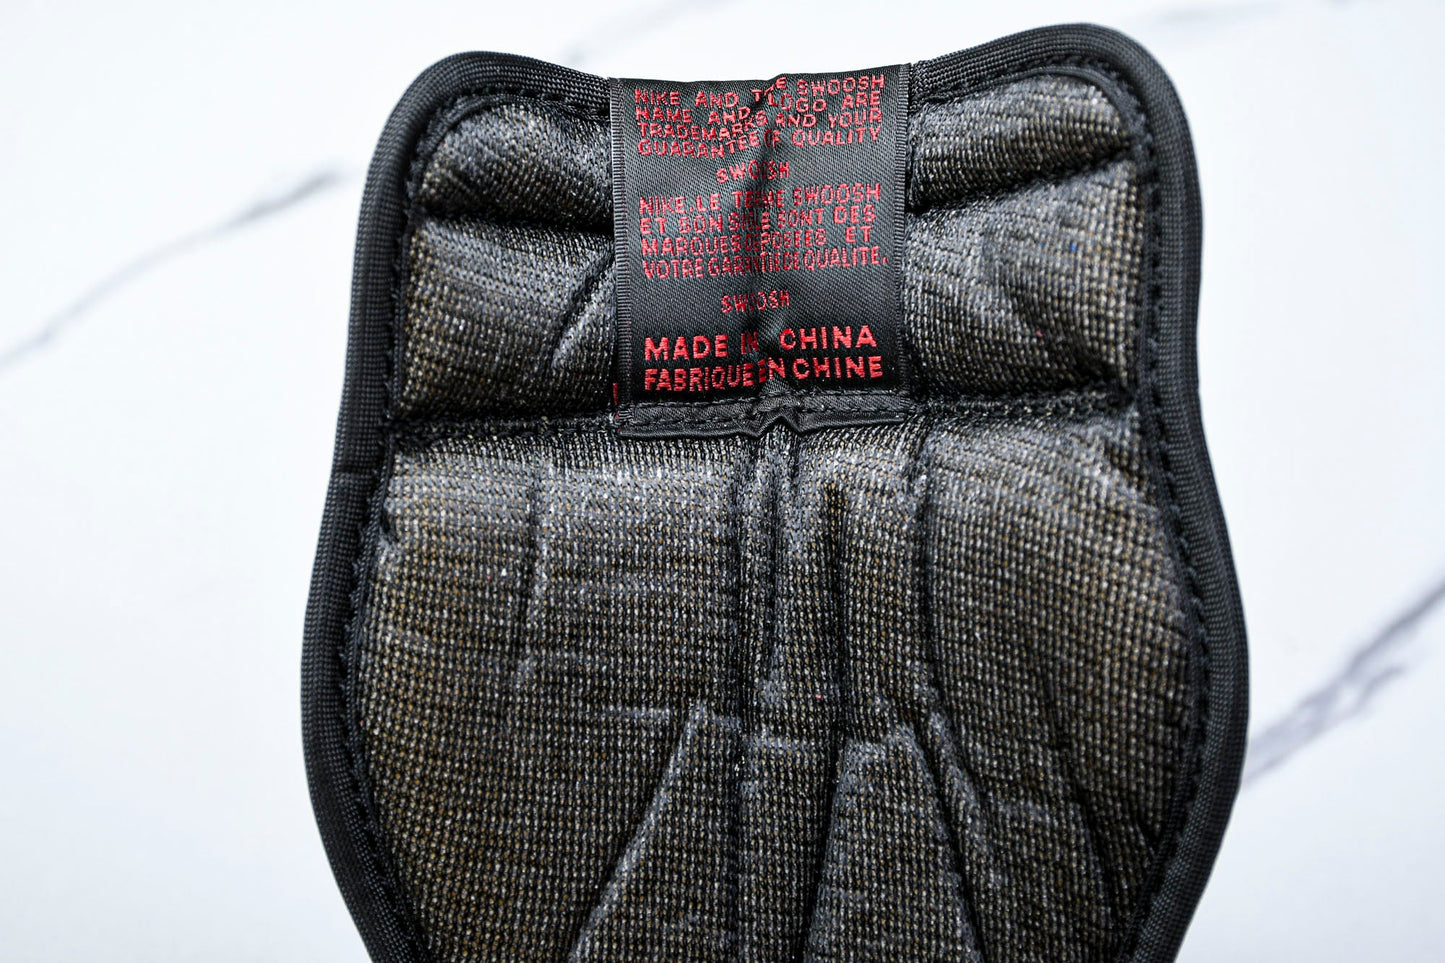 NIKE AND THE SWOOSH
NAME AND LOGO ARE
TRADEMARKS AND YOUR
GUARANTEE OF QUALITY
SWOOSH
NIKE, LE TERME SWOOSH
ET BON SIGLE SONT DES
MARQUES DEPOSEES ET
VOTRE GARANTIE DE QUALITE.
SWOOSH
MADE IN CHINA
FABRIQUE EN CHINE